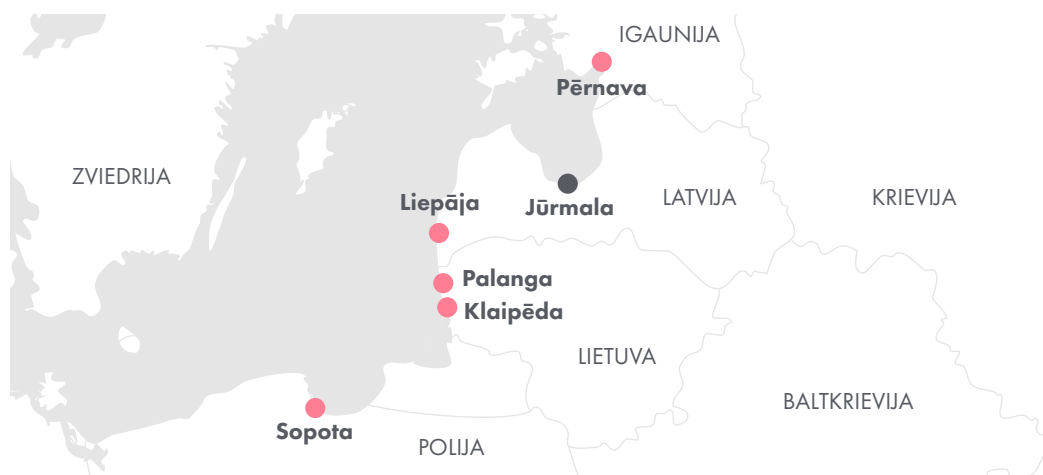 IGAUNIJA
Pērnava
ZVIEDRIJA
Liepāja
Jūrmala
LATVIJA
KRIEVIJA
Palanga
Klaipēda
LIETUVA
BALTKRIEVIJA
Sopota
POLIJA